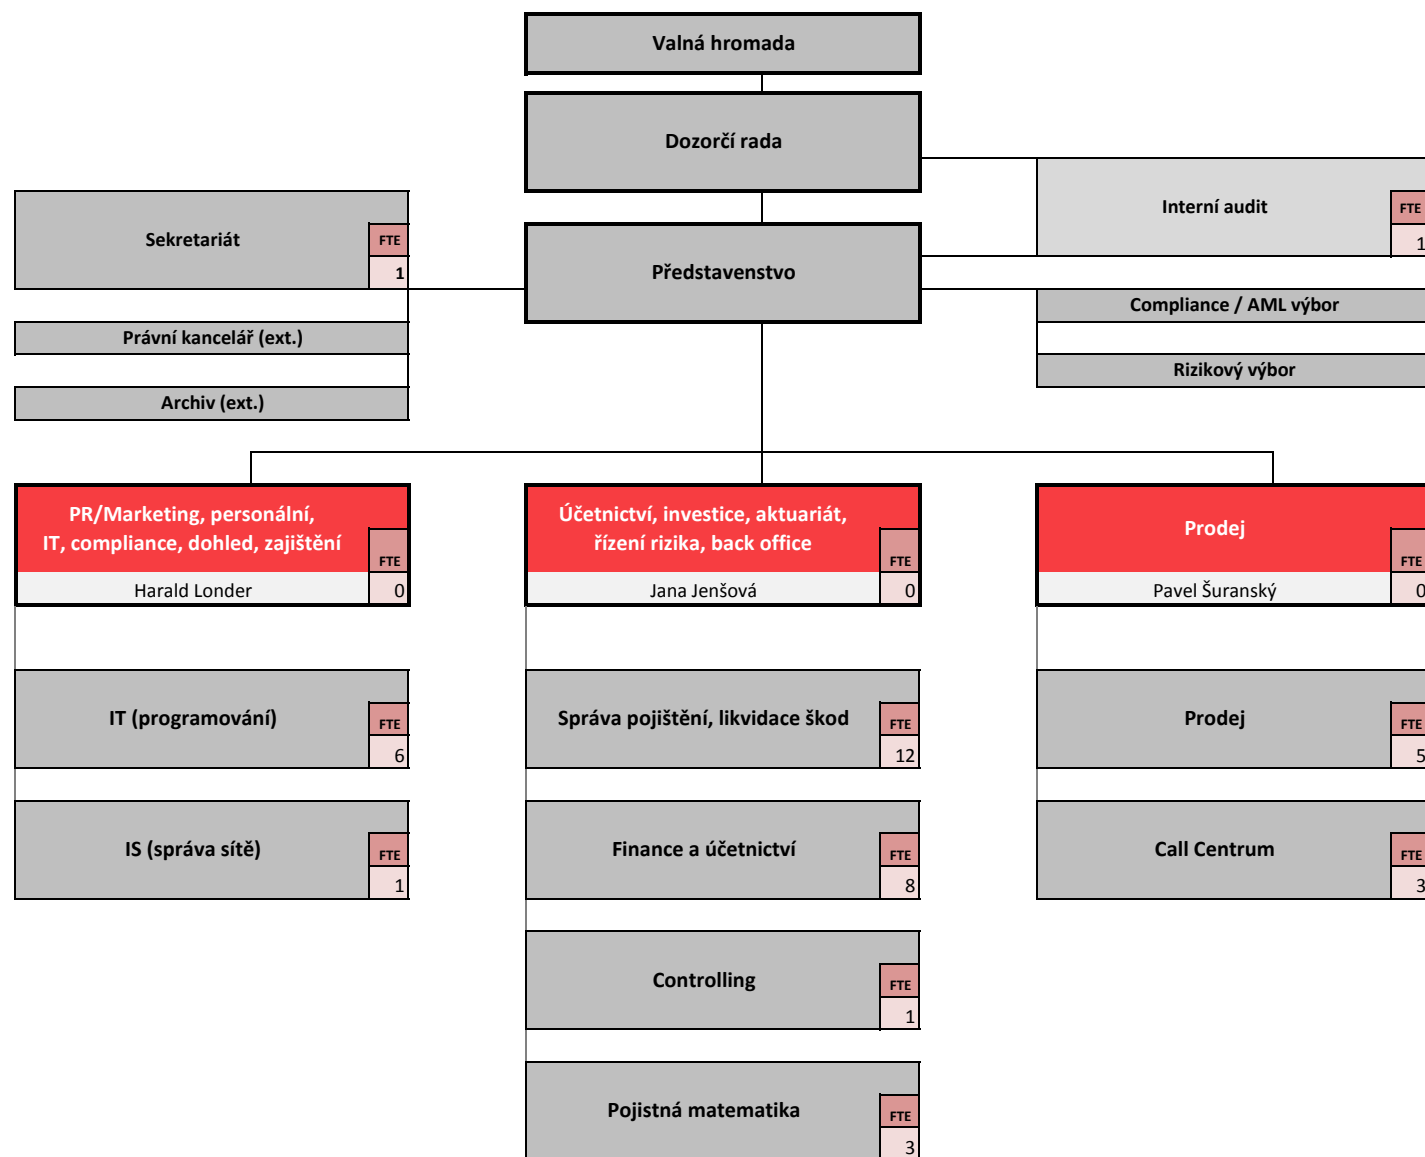 Valná hromada
Dozorčí rada
Interní audit
FTE
1
Sekretariát
FTE
1
Představenstvo
Compliance / AML výbor
Právní kancelář (ext.)
Rizikový výbor
Archiv (ext.)
PR/Marketing, personální,
IT, compliance, dohled, zajištění
FTE
Harald Londer
0
Účetnictví, investice, aktuariát,
řízení rizika, back office
FTE
Jana Jenšová
0
Prodej
FTE
Pavel Šuranský
0
IT (programování)
FTE
6
Správa pojištění, likvidace škod
FTE
12
Prodej
FTE
5
IS (správa sítě)
FTE
1
Finance a účetnictví
FTE
8
Call Centrum
FTE
3
Controlling
FTE
1
Pojistná matematika
FTE
3